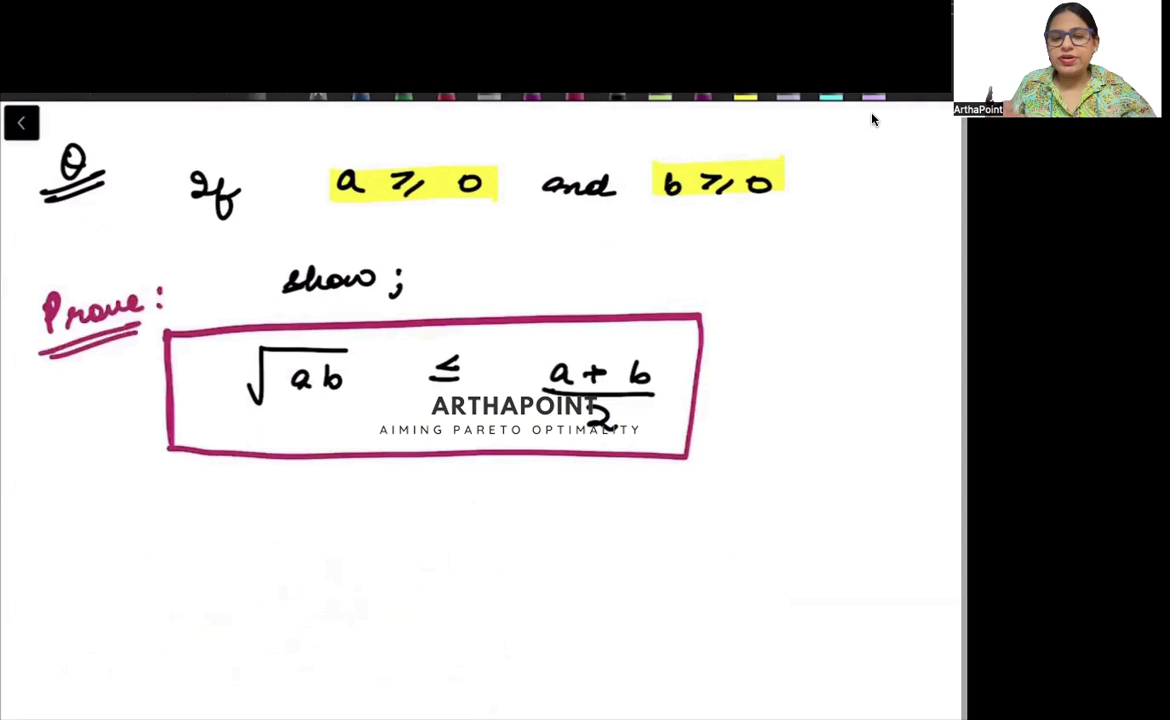 ArthaPoint
Q If a ≥ 0 and b ≥ 0
show;
Prove:
√ab ≤ a + b / 2
ARTHAPOINT
AIMING PARETO OPTIMALITY